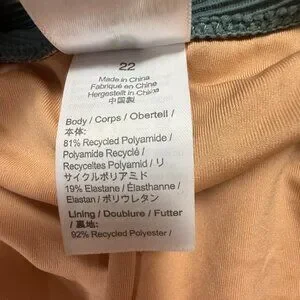 22
Made in China
Fabriqué en Chine
Hergestellt in China
中国製
Body / Corps / Oberteil /
本体:
81% Recycled Polyamide /
Polyamide Recyclé /
Recyceltes Polyamid / リ
サイクルポリアミド
19% Elastane / Élasthanne /
Elastan / ポリウレタン
Lining / Doublure / Futter
/ 裏地:
92% Recycled Polyester /